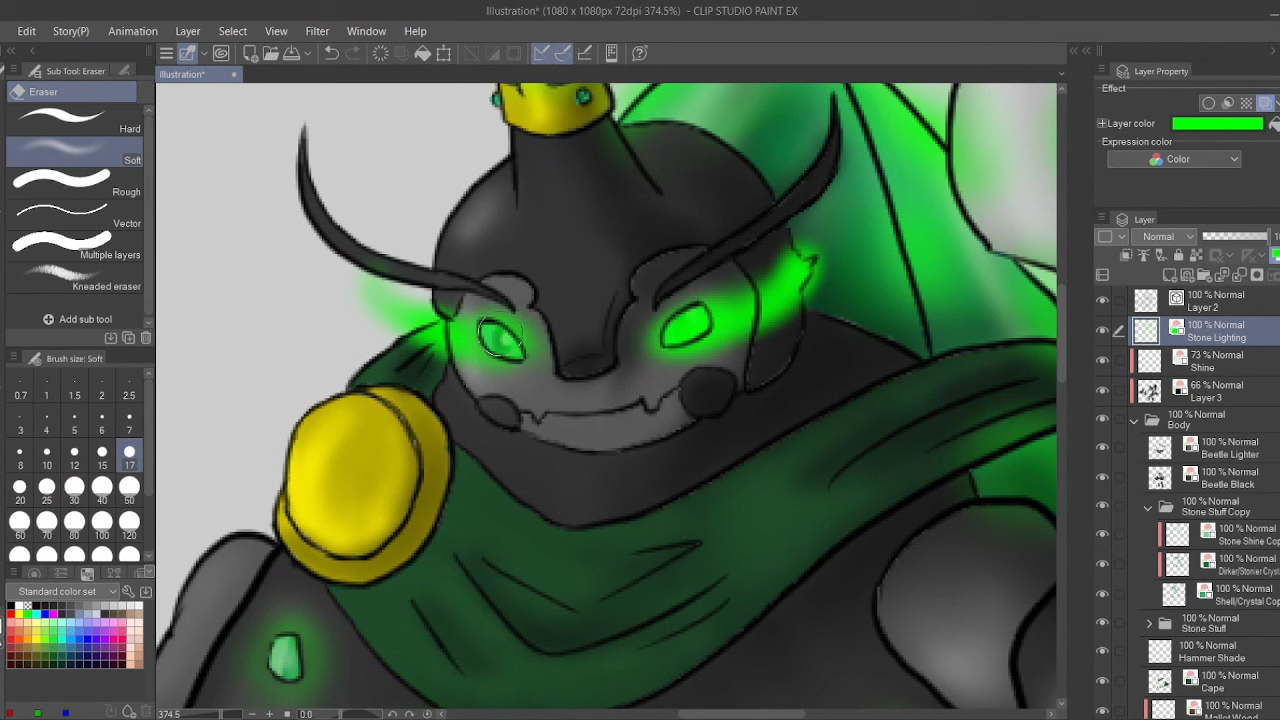 Illustration* (1080 x 1080px 72dpi 374.5%) - CLIP STUDIO PAINT EX
Edit Story(P) Animation Layer Select View Filter Window Help
Sub Tool: Eraser
Illustration*
Layer Property
Eraser
Effect
Hard
Layer color
Soft
Expression color
Color
Rough
Vector
Layer
Normal
Multiple layers
Kneaded eraser
100 % Normal
Layer 2
Add sub tool
100 % Normal
Stone Lighting
Brush size: Soft
73 % Normal
Shine
0.7 1 1.5 2 2.5
66 % Normal
Layer 3
3 4 5 6 7
100 % Normal
Body
100 % Normal
Beetle Lighter
8 10 12 15 17
100 % Normal
Beetle Black
20 25 30 40 50
100 % Normal
Stone Stuff Copy
60 70 80 100 120
100 % Normal
Stone Shine Cop
100 % Normal
Standard color set
100 % Normal
Shell/Crystal Cop
100 % Normal
Stone Stuff
100 % Normal
Hammer Shade
100 % Normal
Cape
100 % Normal
374.5 0.0